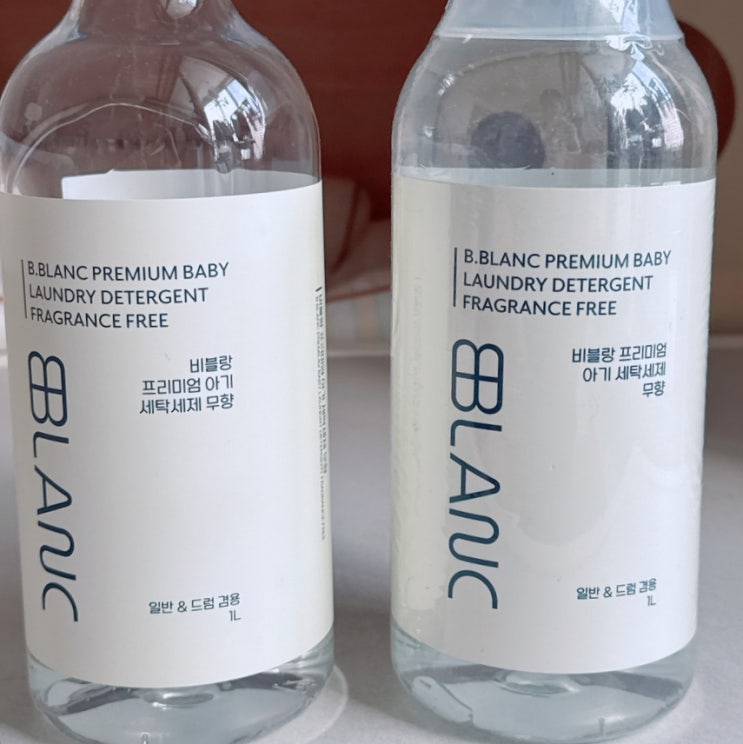 B.BLANC PREMIUM BABY
LAUNDRY DETERGENT
FRAGRANCE FREE
비블랑
프리미엄 아기
세탁세제 무향
BBLANC
일반 & 드럼 겸용
1L
B.BLANC PREMIUM BABY
LAUNDRY DETERGENT
FRAGRANCE FREE
비블랑 프리미엄
아기 세탁세제
무향
BBLANC
일반 & 드럼 겸용
1L